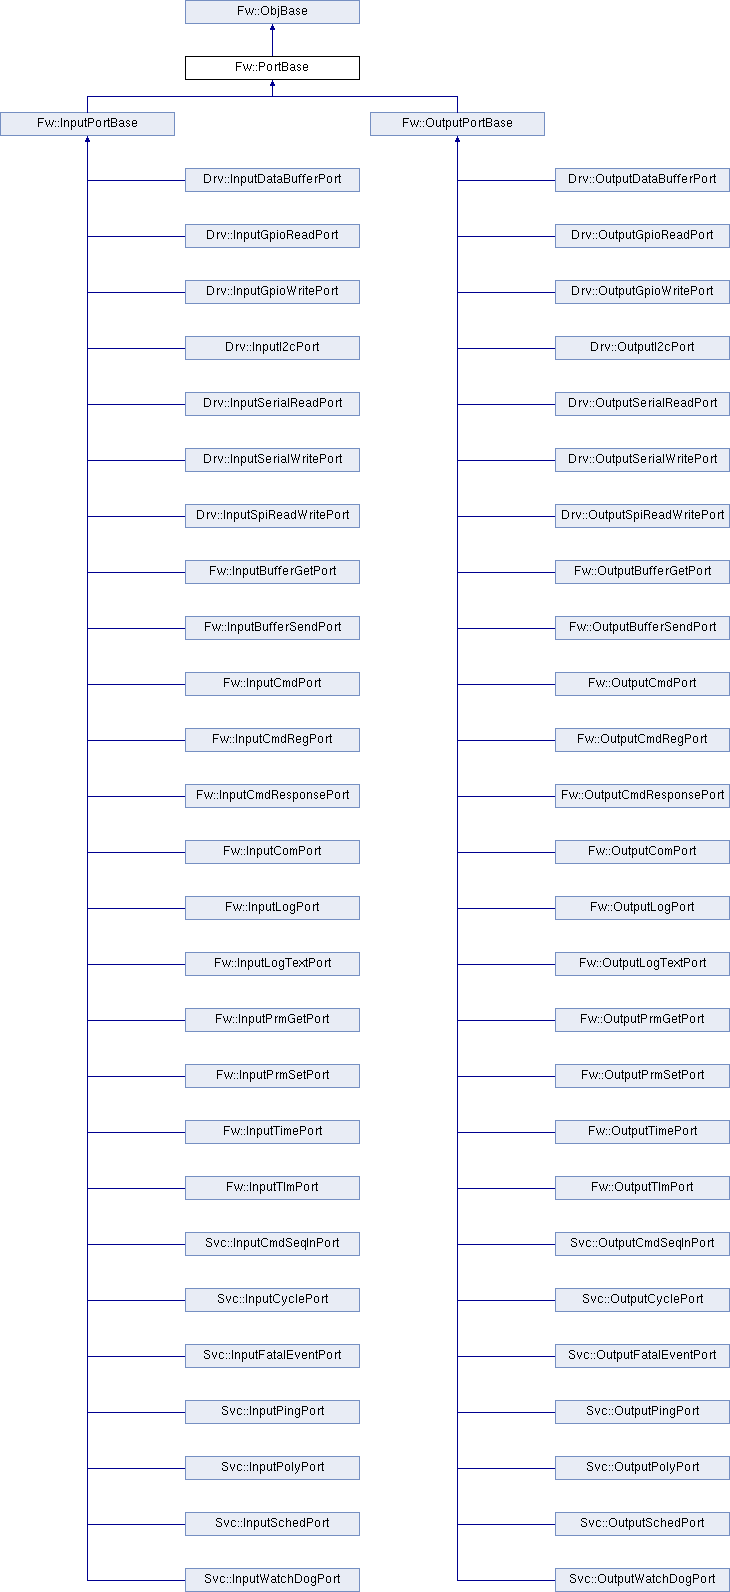 Fw::ObjBase
Fw::PortBase
Fw::InputPortBase Fw::OutputPortBase
Drv::InputDataBufferPort Drv::OutputDataBufferPort
Drv::InputGpioReadPort Drv::OutputGpioReadPort
Drv::InputGpioWritePort Drv::OutputGpioWritePort
Drv::InputI2cPort Drv::OutputI2cPort
Drv::InputSerialReadPort Drv::OutputSerialReadPort
Drv::InputSerialWritePort Drv::OutputSerialWritePort
Drv::InputSpiReadWritePort Drv::OutputSpiReadWritePort
Fw::InputBufferGetPort Fw::OutputBufferGetPort
Fw::InputBufferSendPort Fw::OutputBufferSendPort
Fw::InputCmdPort Fw::OutputCmdPort
Fw::InputCmdRegPort Fw::OutputCmdRegPort
Fw::InputCmdResponsePort Fw::OutputCmdResponsePort
Fw::InputComPort Fw::OutputComPort
Fw::InputLogPort Fw::OutputLogPort
Fw::InputLogTextPort Fw::OutputLogTextPort
Fw::InputPrmGetPort Fw::OutputPrmGetPort
Fw::InputPrmSetPort Fw::OutputPrmSetPort
Fw::InputTimePort Fw::OutputTimePort
Fw::InputTlmPort Fw::OutputTlmPort
Svc::InputCmdSeqInPort Svc::OutputCmdSeqInPort
Svc::InputCyclePort Svc::OutputCyclePort
Svc::InputFatalEventPort Svc::OutputFatalEventPort
Svc::InputPingPort Svc::OutputPingPort
Svc::InputPolyPort Svc::OutputPolyPort
Svc::InputSchedPort Svc::OutputSchedPort
Svc::InputWatchDogPort Svc::OutputWatchDogPort